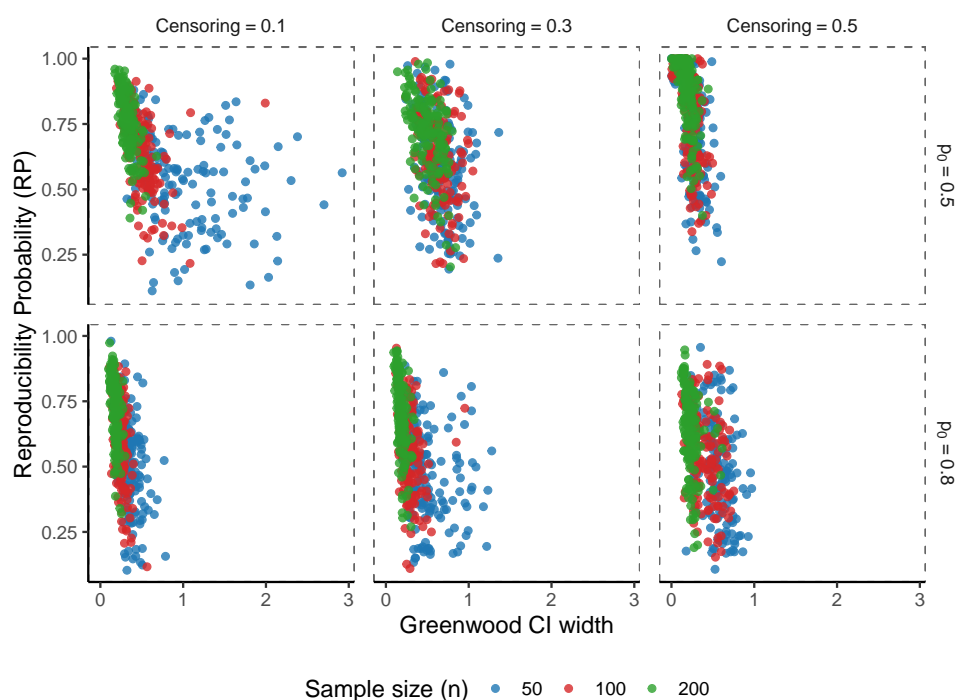 Censoring = 0.1 Censoring = 0.3 Censoring = 0.5
Reproducibility Probability (RP)
1.00
0.75
0.50
0.25
p₀ = 0.5
1.00
0.75
0.50
0.25
p₀ = 0.8
0 1 2 3 0 1 2 3 0 1 2 3
Greenwood CI width
Sample size (n) 50 100 200